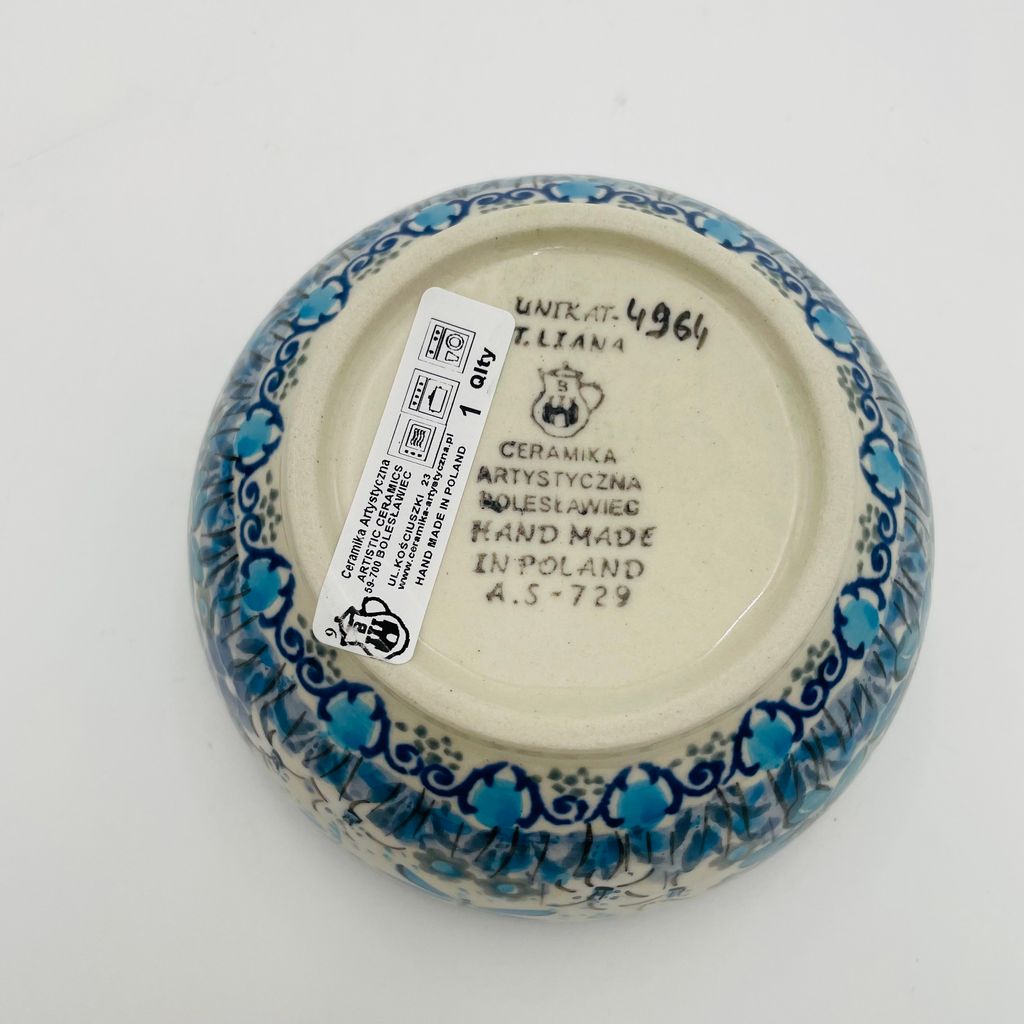 UNIKAT-4964
T.LIANA
B
CERAMIKA
ARTYSTYCZNA
BOLESŁAWIEC
HAND MADE
IN POLAND
A.S-729
1 Qlty
Ceramika Artystyczna
ARTISTIC CERAMICS
59-700 BOLESŁAWIEC
UL.KOŚCIUSZKI 23
www.ceramika-artystyczna.pl
HAND MADE IN POLAND
B
9